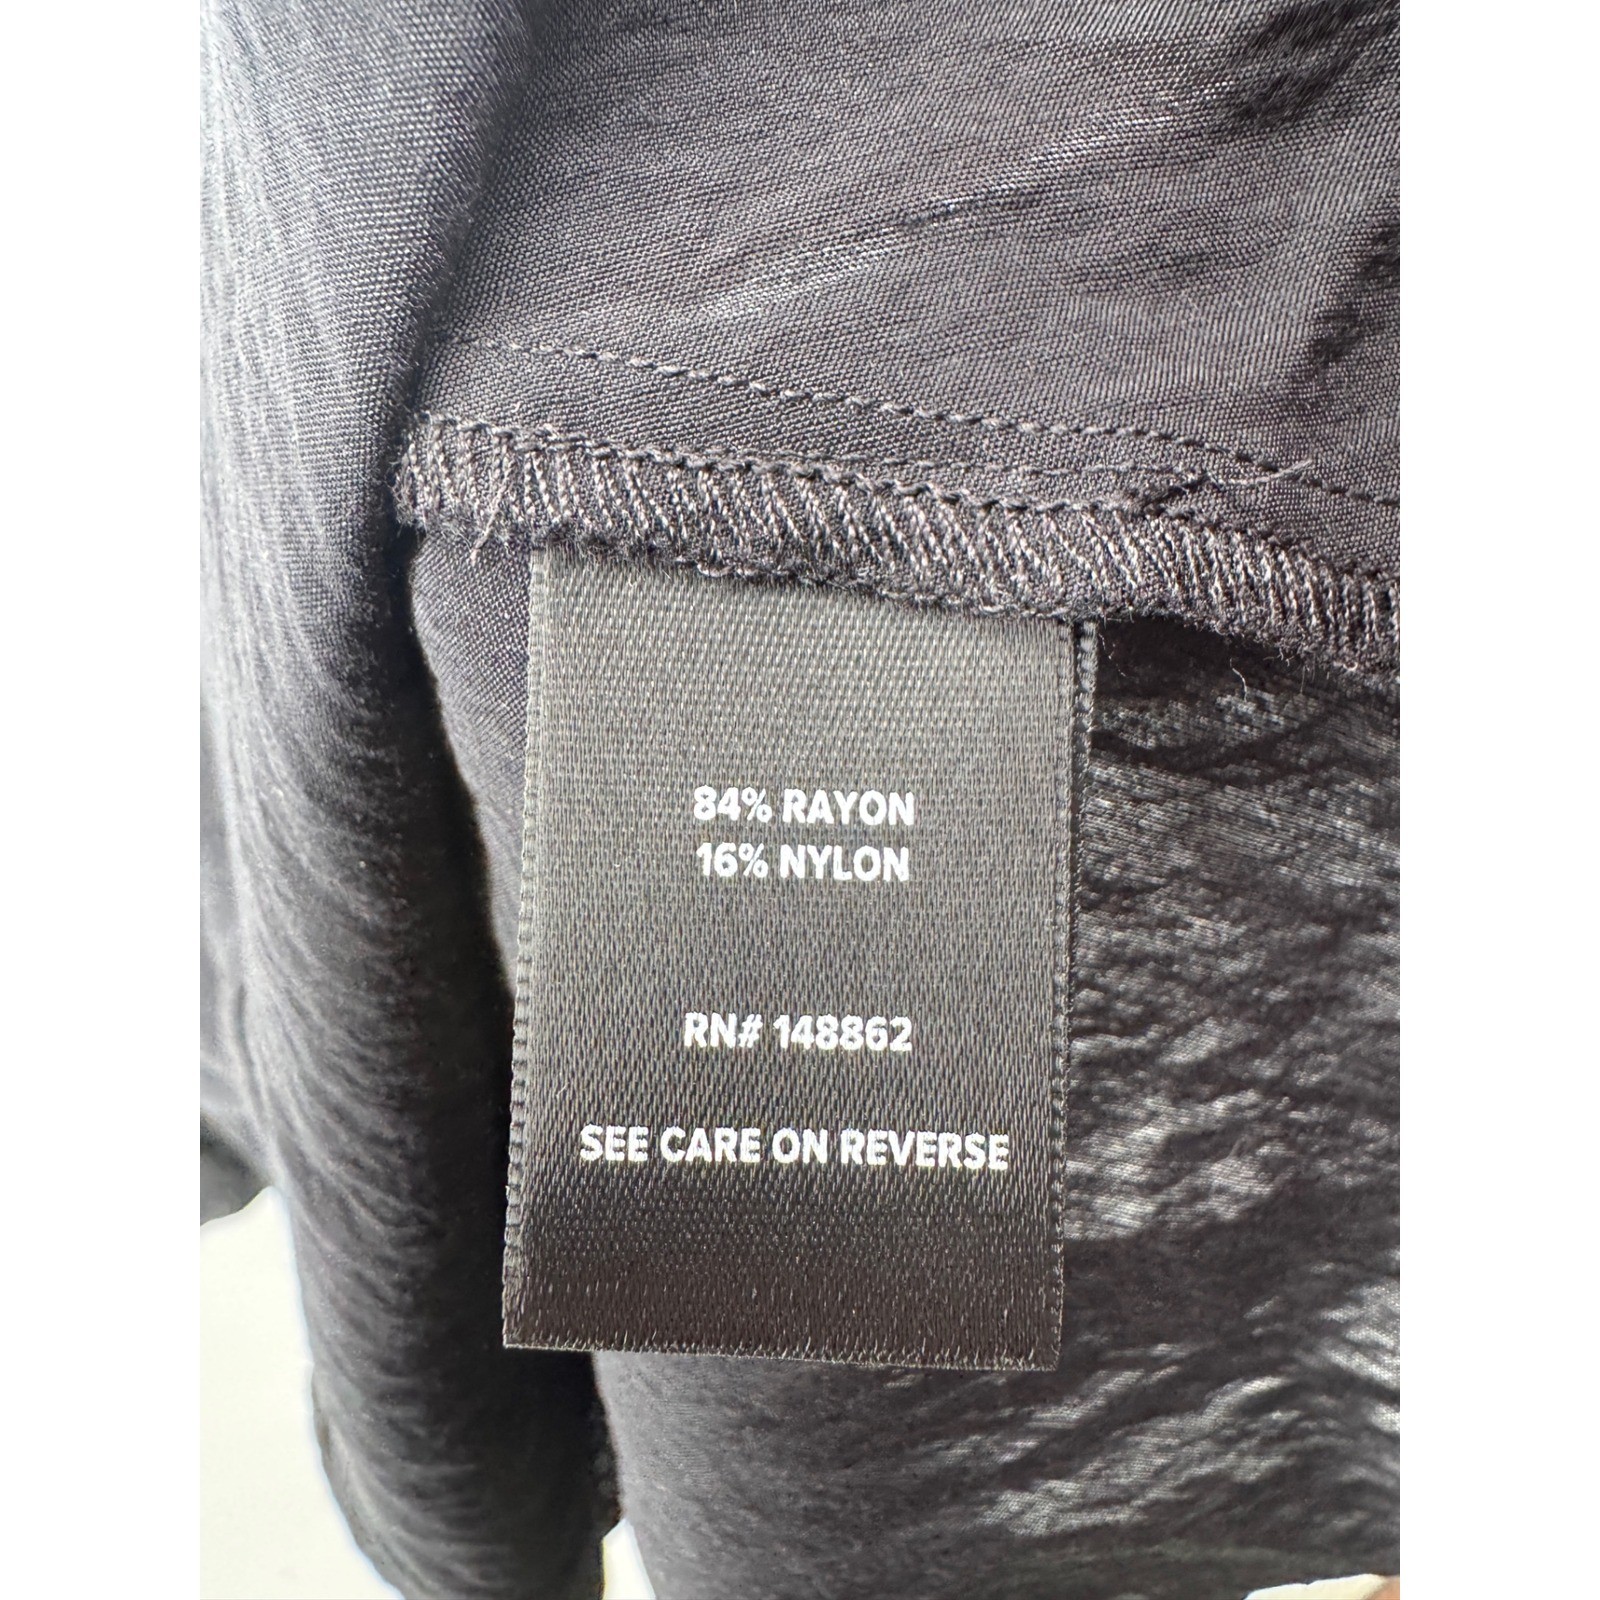 84% RAYON
16% NYLON
RN# 148862
SEE CARE ON REVERSE